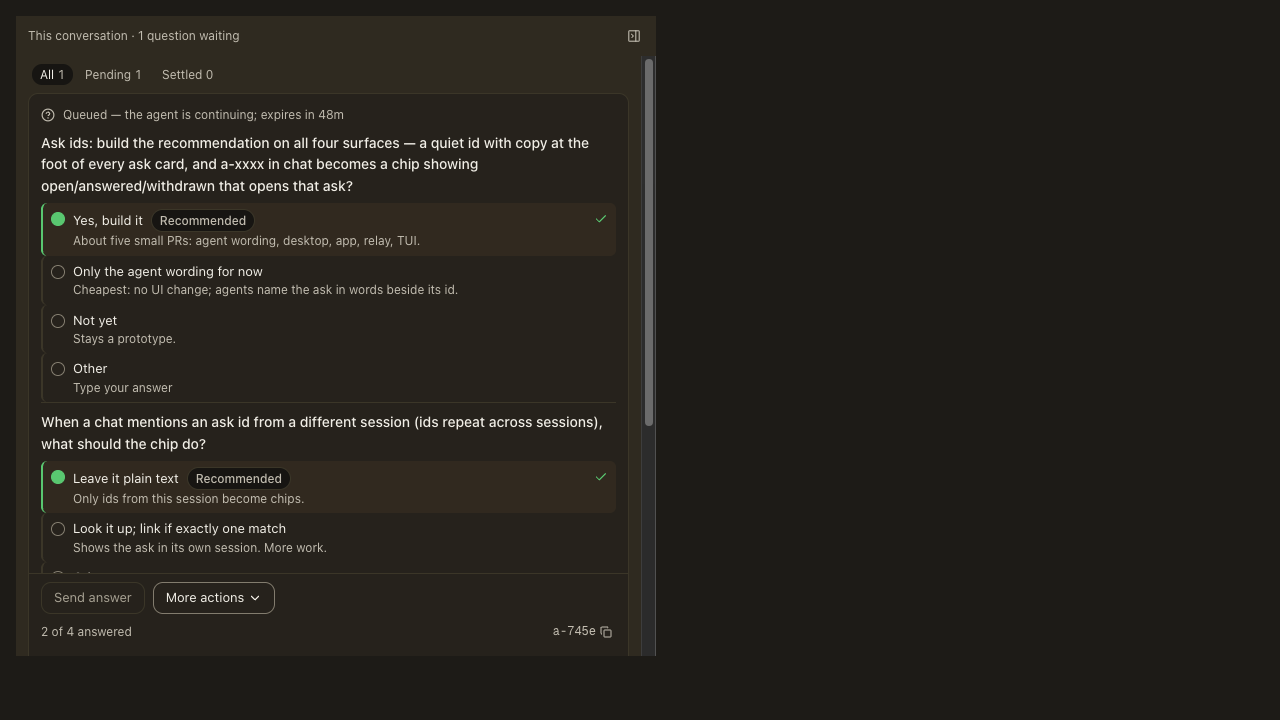 This conversation · 1 question waiting
All 1 Pending 1 Settled 0
Queued — the agent is continuing; expires in 48m
Ask ids: build the recommendation on all four surfaces — a quiet id with copy at the
foot of every ask card, and a-xxxx in chat becomes a chip showing
open/answered/withdrawn that opens that ask?
Yes, build it Recommended
About five small PRs: agent wording, desktop, app, relay, TUI.
Only the agent wording for now
Cheapest: no UI change; agents name the ask in words beside its id.
Not yet
Stays a prototype.
Other
Type your answer
When a chat mentions an ask id from a different session (ids repeat across sessions),
what should the chip do?
Leave it plain text Recommended
Only ids from this session become chips.
Look it up; link if exactly one match
Shows the ask in its own session. More work.
Send answer More actions
2 of 4 answered a-745e